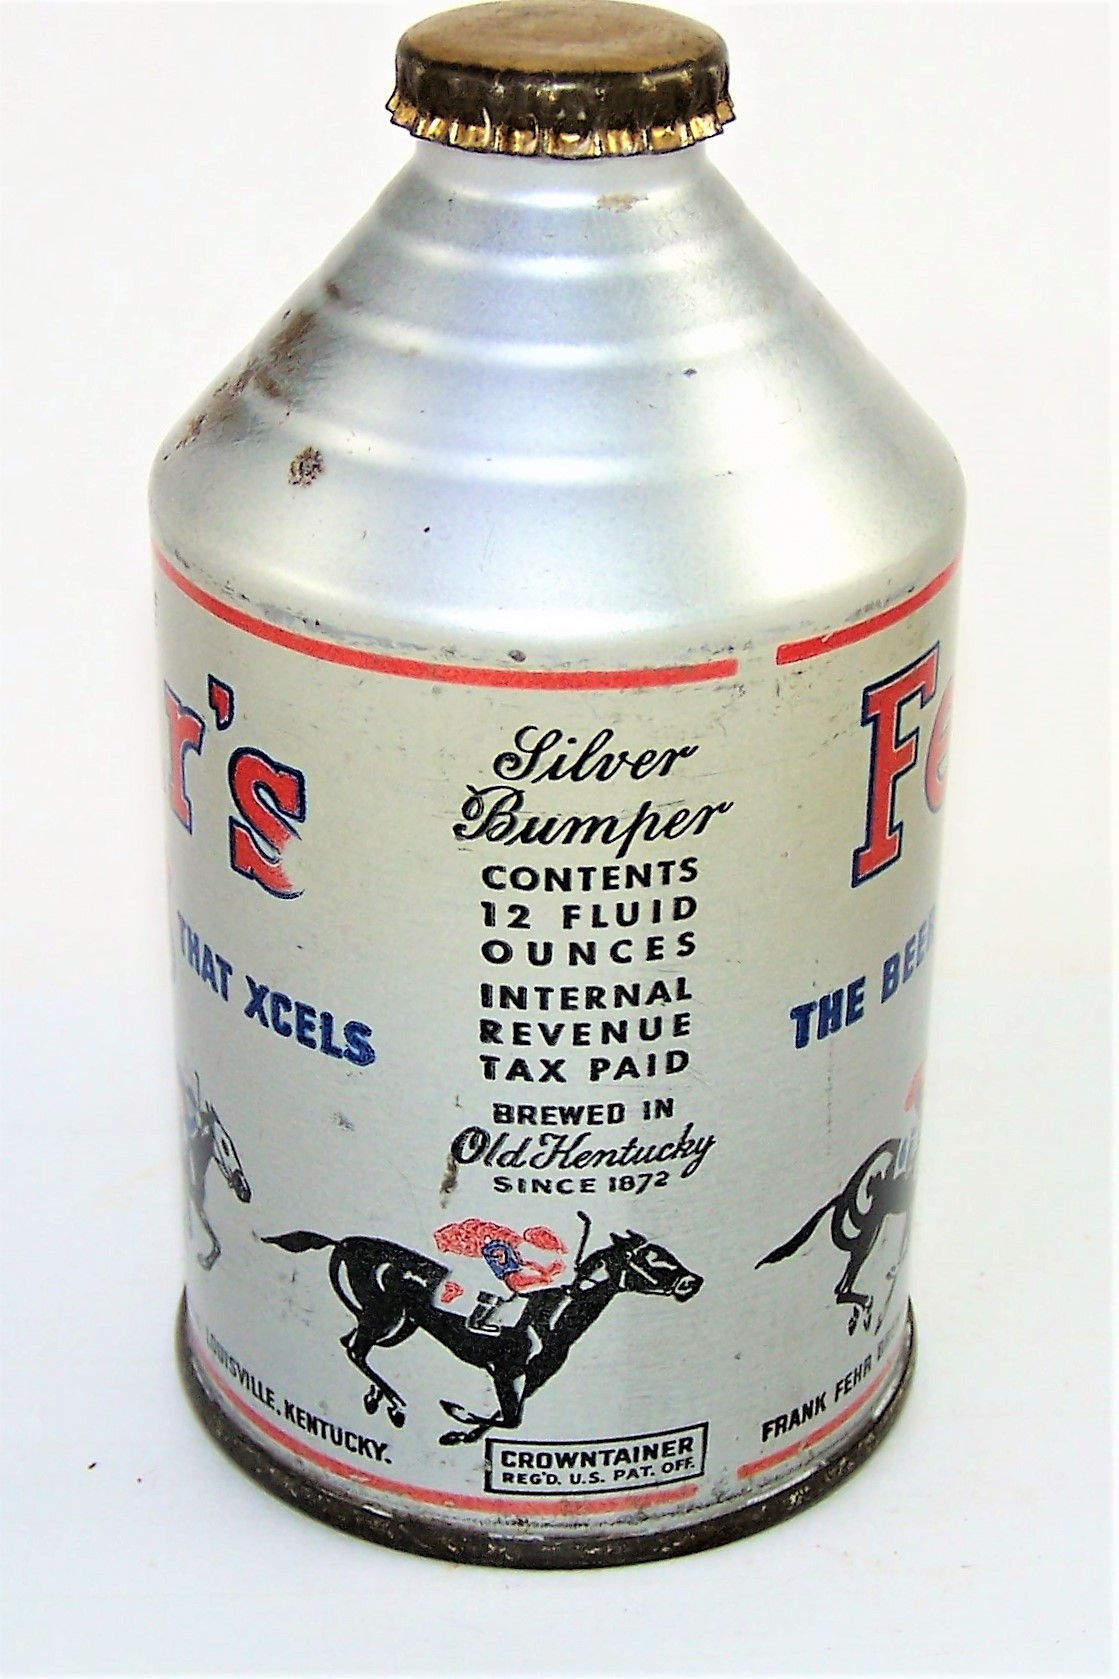 r's
THAT XCELS
LOUISVILLE, KENTUCKY.
Silver
Bumper
CONTENTS
12 FLUID
OUNCES
INTERNAL
REVENUE
TAX PAID
BREWED IN
Old Kentucky
SINCE 1872
CROWNTAINER
REG'D. U.S. PAT. OFF.
Fe
THE BEER
FRANK FEHR